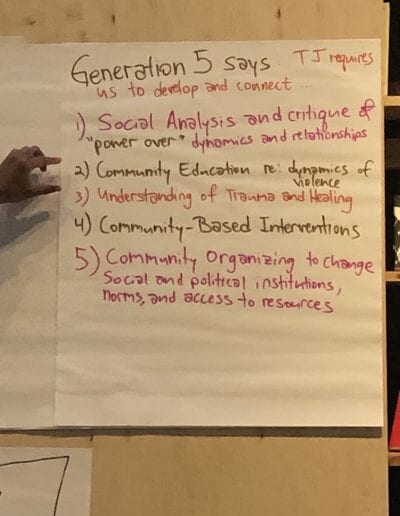 Generation 5 says TJ requires
us to develop and connect ...
1) Social Analysis and critique of
"power over" dynamics and relationships
2) Community Education re: dynamics of
violence
3) Understanding of Trauma and Healing
4) Community-Based Interventions
5) Community Organizing to change
Social and political institutions,
norms, and access to resources